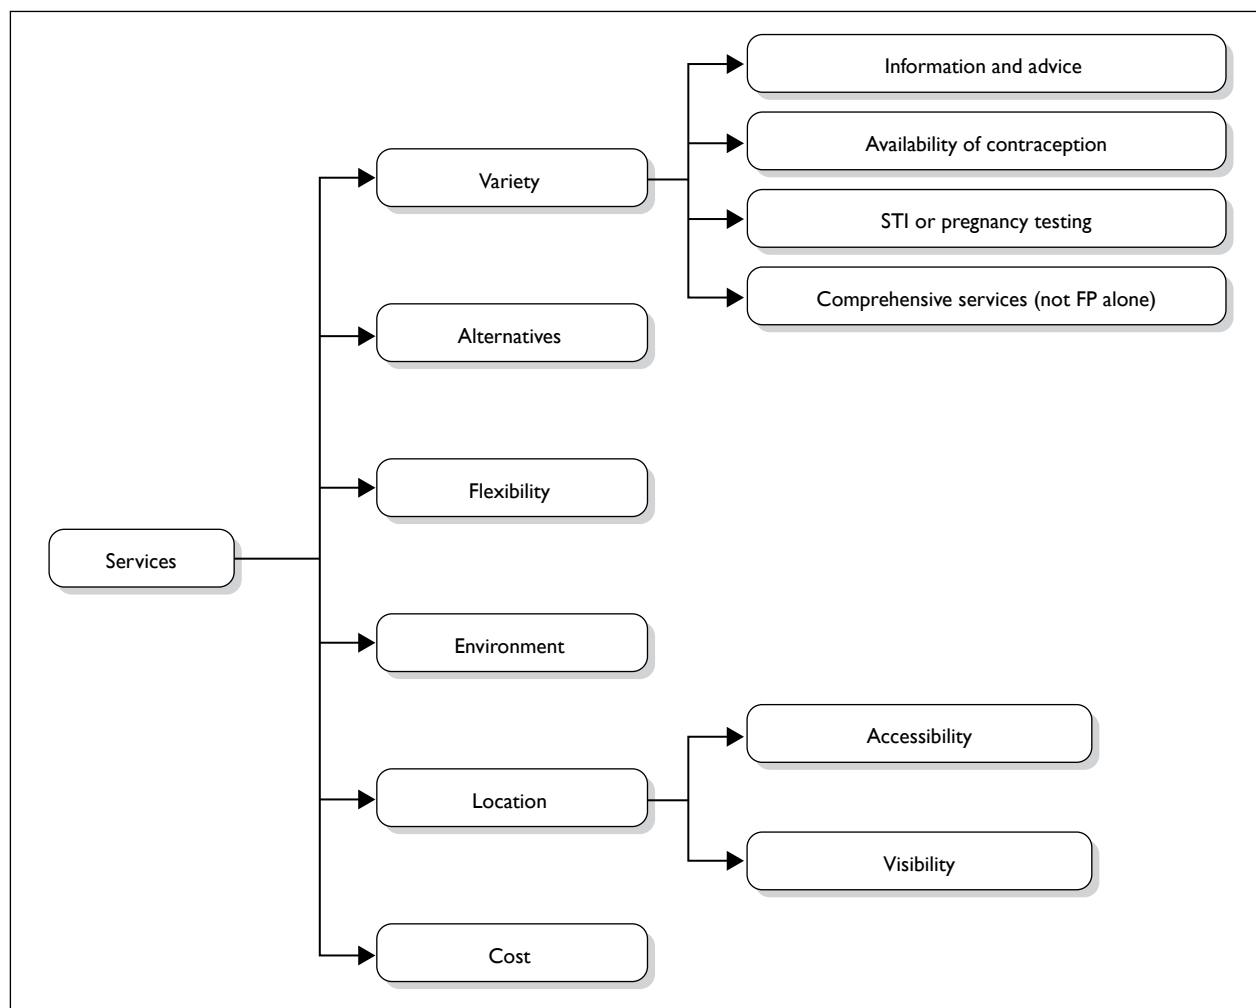 Services
Variety
Information and advice
Availability of contraception
STI or pregnancy testing
Comprehensive services (not FP alone)
Alternatives
Flexibility
Environment
Location
Accessibility
Visibility
Cost